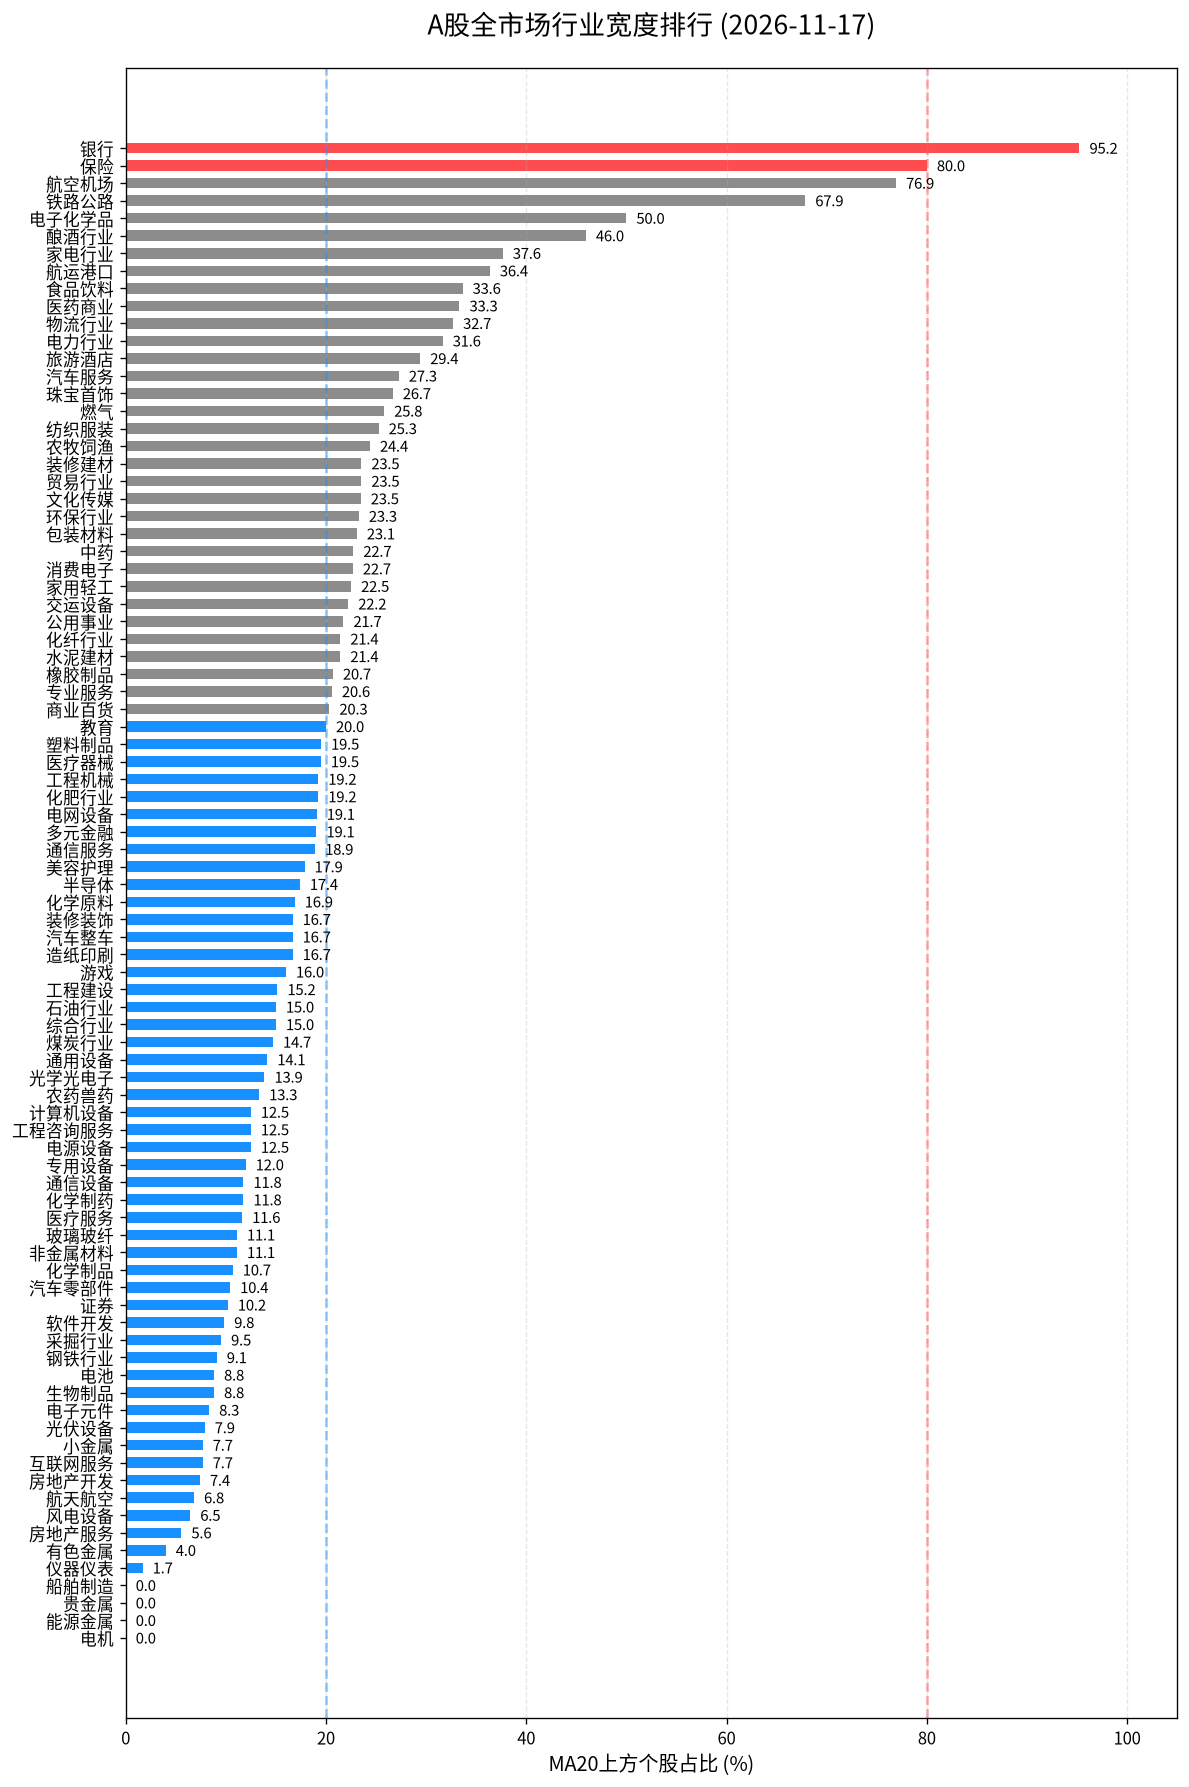 A股全市场行业宽度排行 (2026-11-17)
银行 95.2
保险 80.0
航空机场 76.9
铁路公路 67.9
电子化学品 50.0
酿酒行业 46.0
家电行业 37.6
航运港口 36.4
食品饮料 33.6
医药商业 33.3
物流行业 32.7
电力行业 31.6
旅游酒店 29.4
汽车服务 27.3
珠宝首饰 26.7
燃气 25.8
纺织服装 25.3
农牧饲渔 24.4
装修建材 23.5
贸易行业 23.5
文化传媒 23.5
环保行业 23.3
包装材料 23.1
中药 22.7
消费电子 22.7
家用轻工 22.5
交运设备 22.2
公用事业 21.7
化纤行业 21.4
水泥建材 21.4
橡胶制品 20.7
专业服务 20.6
商业百货 20.3
教育 20.0
塑料制品 19.5
医疗器械 19.5
工程机械 19.2
化肥行业 19.2
电网设备 19.1
多元金融 19.1
通信服务 18.9
美容护理 17.9
半导体 17.4
化学原料 16.9
装修装饰 16.7
汽车整车 16.7
造纸印刷 16.7
游戏 16.0
工程建设 15.2
石油行业 15.0
综合行业 15.0
煤炭行业 14.7
通用设备 14.1
光学光电子 13.9
农药兽药 13.3
计算机设备 12.5
工程咨询服务 12.5
电源设备 12.5
专用设备 12.0
通信设备 11.8
化学制药 11.8
医疗服务 11.6
玻璃玻纤 11.1
非金属材料 11.1
化学制品 10.7
汽车零部件 10.4
证券 10.2
软件开发 9.8
采掘行业 9.5
钢铁行业 9.1
电池 8.8
生物制品 8.8
电子元件 8.3
光伏设备 7.9
小金属 7.7
互联网服务 7.7
房地产开发 7.4
航天航空 6.8
风电设备 6.5
房地产服务 5.6
有色金属 4.0
仪器仪表 1.7
船舶制造 0.0
贵金属 0.0
能源金属 0.0
电机 0.0
0 20 40 60 80 100
MA20上方个股占比 (%)